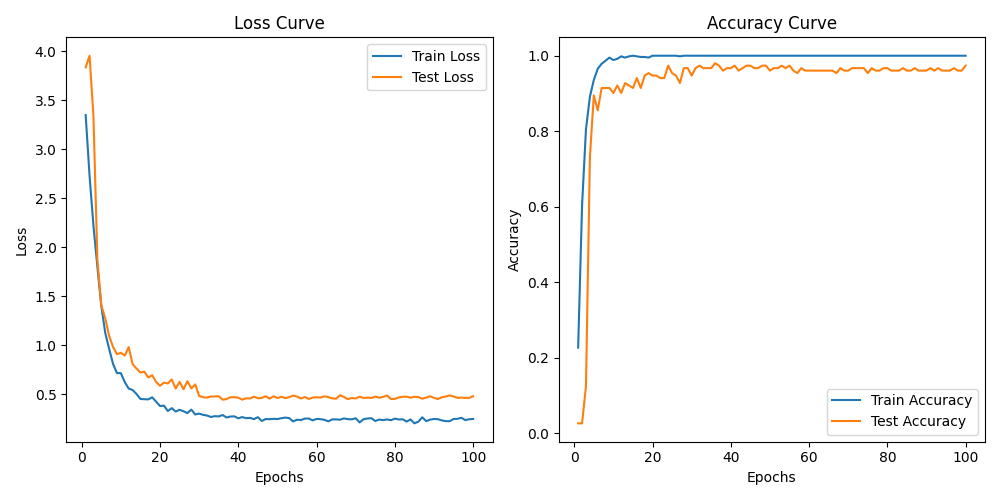 Loss Curve
4.0
3.5
3.0
2.5
2.0
1.5
1.0
0.5
Loss
0 20 40 60 80 100
Epochs
Train Loss
Test Loss
Accuracy Curve
1.0
0.8
0.6
0.4
0.2
0.0
Accuracy
0 20 40 60 80 100
Epochs
Train Accuracy
Test Accuracy